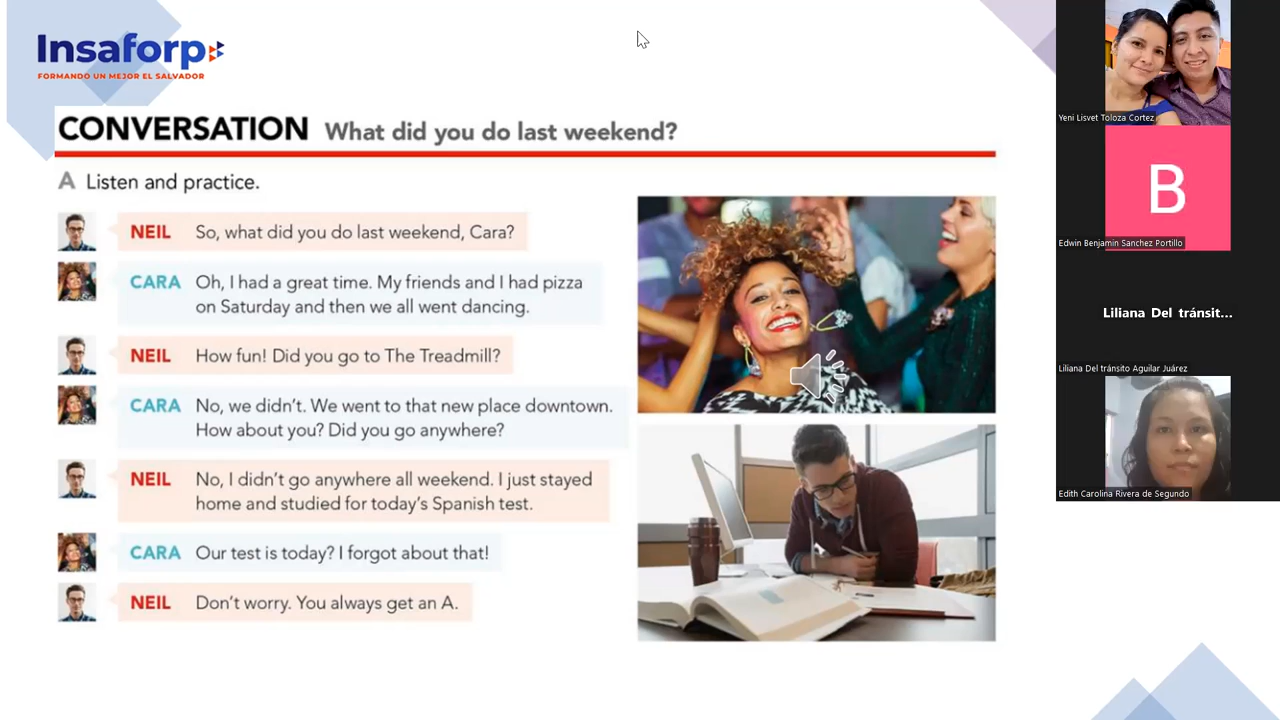 Insaforp
FORMANDO UN MEJOR EL SALVADOR
CONVERSATION What did you do last weekend?
A Listen and practice.
NEIL So, what did you do last weekend, Cara?
CARA Oh, I had a great time. My friends and I had pizza
on Saturday and then we all went dancing.
NEIL How fun! Did you go to The Treadmill?
CARA No, we didn't. We went to that new place downtown.
How about you? Did you go anywhere?
NEIL No, I didn't go anywhere all weekend. I just stayed
home and studied for today's Spanish test.
CARA Our test is today? I forgot about that!
NEIL Don't worry. You always get an A.
Yeni Lisvet Toloza Cortez
B
Edwin Benjamin Sanchez Portillo
Liliana Del tránsit...
Liliana Del tránsito Aguilar Juárez
Edith Carolina Rivera de Segundo